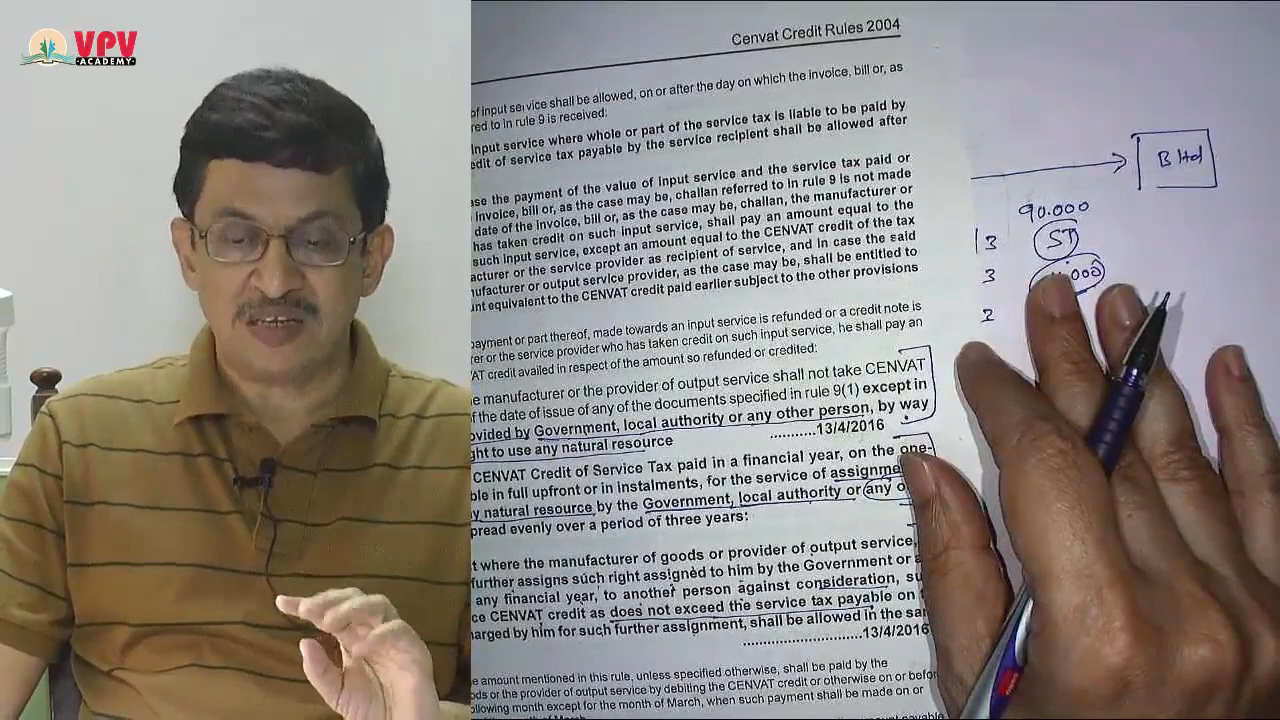 VPV
ACADEMY
Cenvat Credit Rules 2004
of input service shall be allowed, on or after the day on which the invoice, bill or, as
red to in rule 9 is received:
input service where whole or part of the service tax is liable to be paid by
edit of service tax payable by the service recipient shall be allowed after
se the payment of the value of input service and the service tax paid or
invoice, bill or, as the case may be, challan referred to in rule 9 is not made
date of the invoice, bill or, as the case may be, challan, the manufacturer or
has taken credit on such input service, shall pay an amount equal to the
such input service, except an amount equal to the CENVAT credit of the tax
acturer or the service provider as recipient of service, and in case the said
nufacturer or output service provider, as the case may be, shall be entitled to
nt equivalent to the CENVAT credit paid earlier subject to the other provisions
payment or part thereof, made towards an input service is refunded or a credit note is
rer or the service provider who has taken credit on such input service, he shall pay an
AT credit availed in respect of the amount so refunded or credited:
e manufacturer or the provider of output service shall not take CENVAT
f the date of issue of any of the documents specified in rule 9(1) except in
ovided by Government, local authority or any other person, by way
ght to use any natural resource ...........13/4/2016
CENVAT Credit of Service Tax paid in a financial year, on the one-
ble in full upfront or in instalments, for the service of assignme
y natural resource by the Government, local authority or any o
pread evenly over a period of three years:
t where the manufacturer of goods or provider of output service,
further assigns such right assigned to him by the Government or a
any financial year, to another person against consideration, su
ce CENVAT credit as does not exceed the service tax payable on
harged by him for such further assignment, shall be allowed in the sa
......................13/4/2016
e amount mentioned in this rule, unless specified otherwise, shall be paid by the
ods or the provider of output service by debiting the CENVAT credit or otherwise on or befor
ollowing month except for the month of March, when such payment shall be made on or
B Ltd
90.000
13 ST
3
2